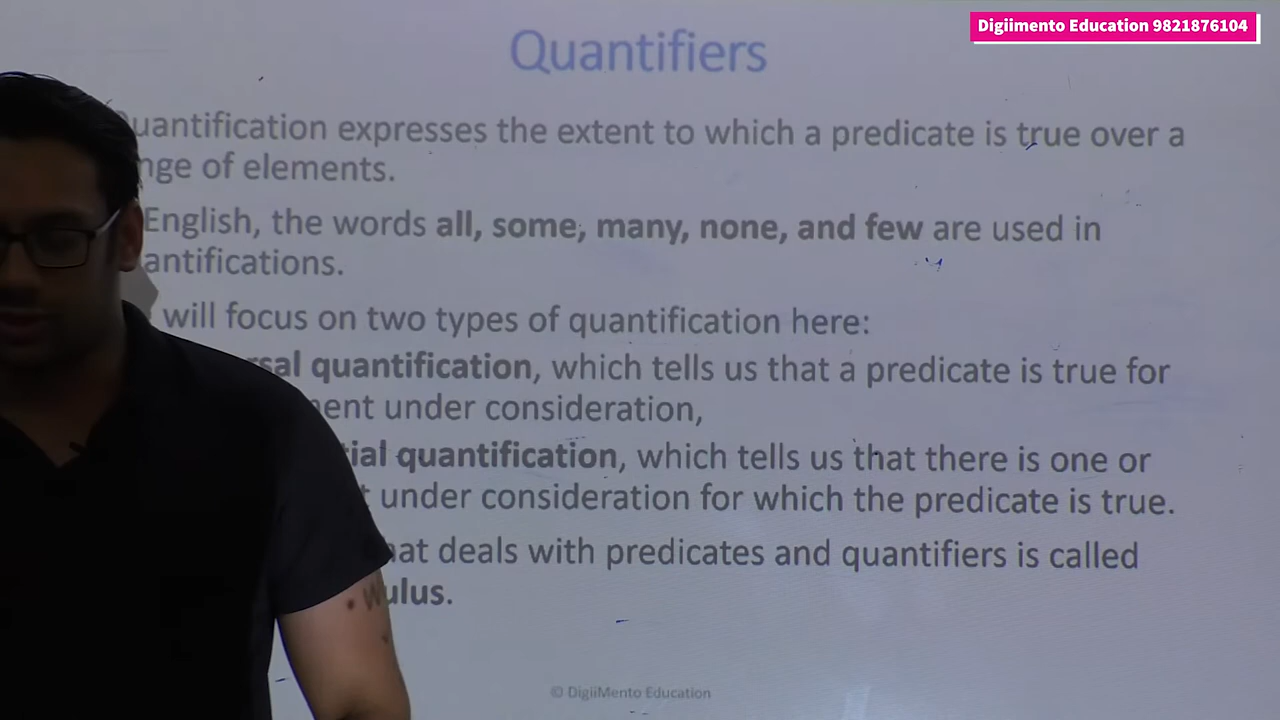 Digiimento Education 9821876104
Quantifiers
uantification expresses the extent to which a predicate is true over a
nge of elements.
English, the words all, some, many, none, and few are used in
antifications.
will focus on two types of quantification here:
rsal quantification, which tells us that a predicate is true for
ent under consideration,
tial quantification, which tells us that there is one or
under consideration for which the predicate is true.
at deals with predicates and quantifiers is called
ulus.
© DigiiMento Education